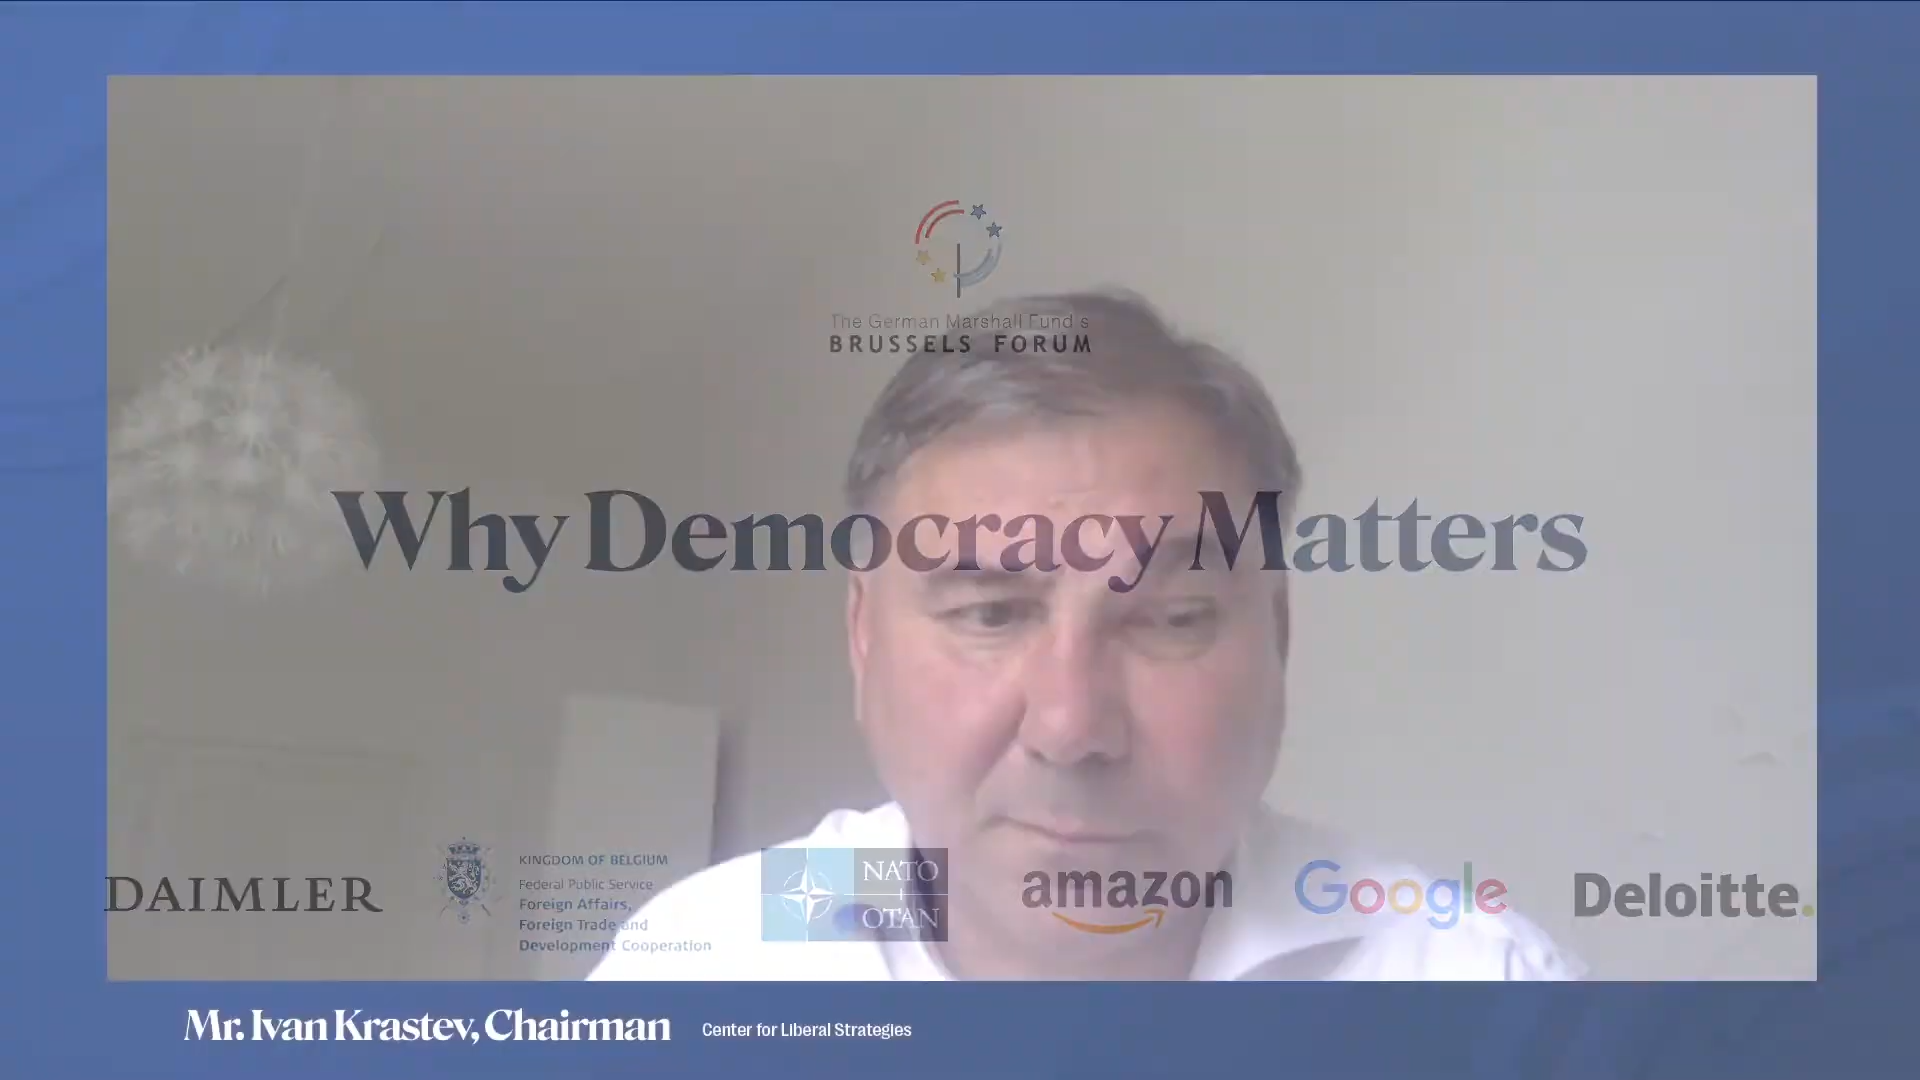 The German Marshall Fund's
BRUSSELS FORUM
Why Democracy Matters
DAIMLER
KINGDOM OF BELGIUM
Federal Public Service
Foreign Affairs,
Foreign Trade and
Development Cooperation
NATO
OTAN
amazon
Google
Deloitte.
Mr. Ivan Krastev, Chairman
Center for Liberal Strategies